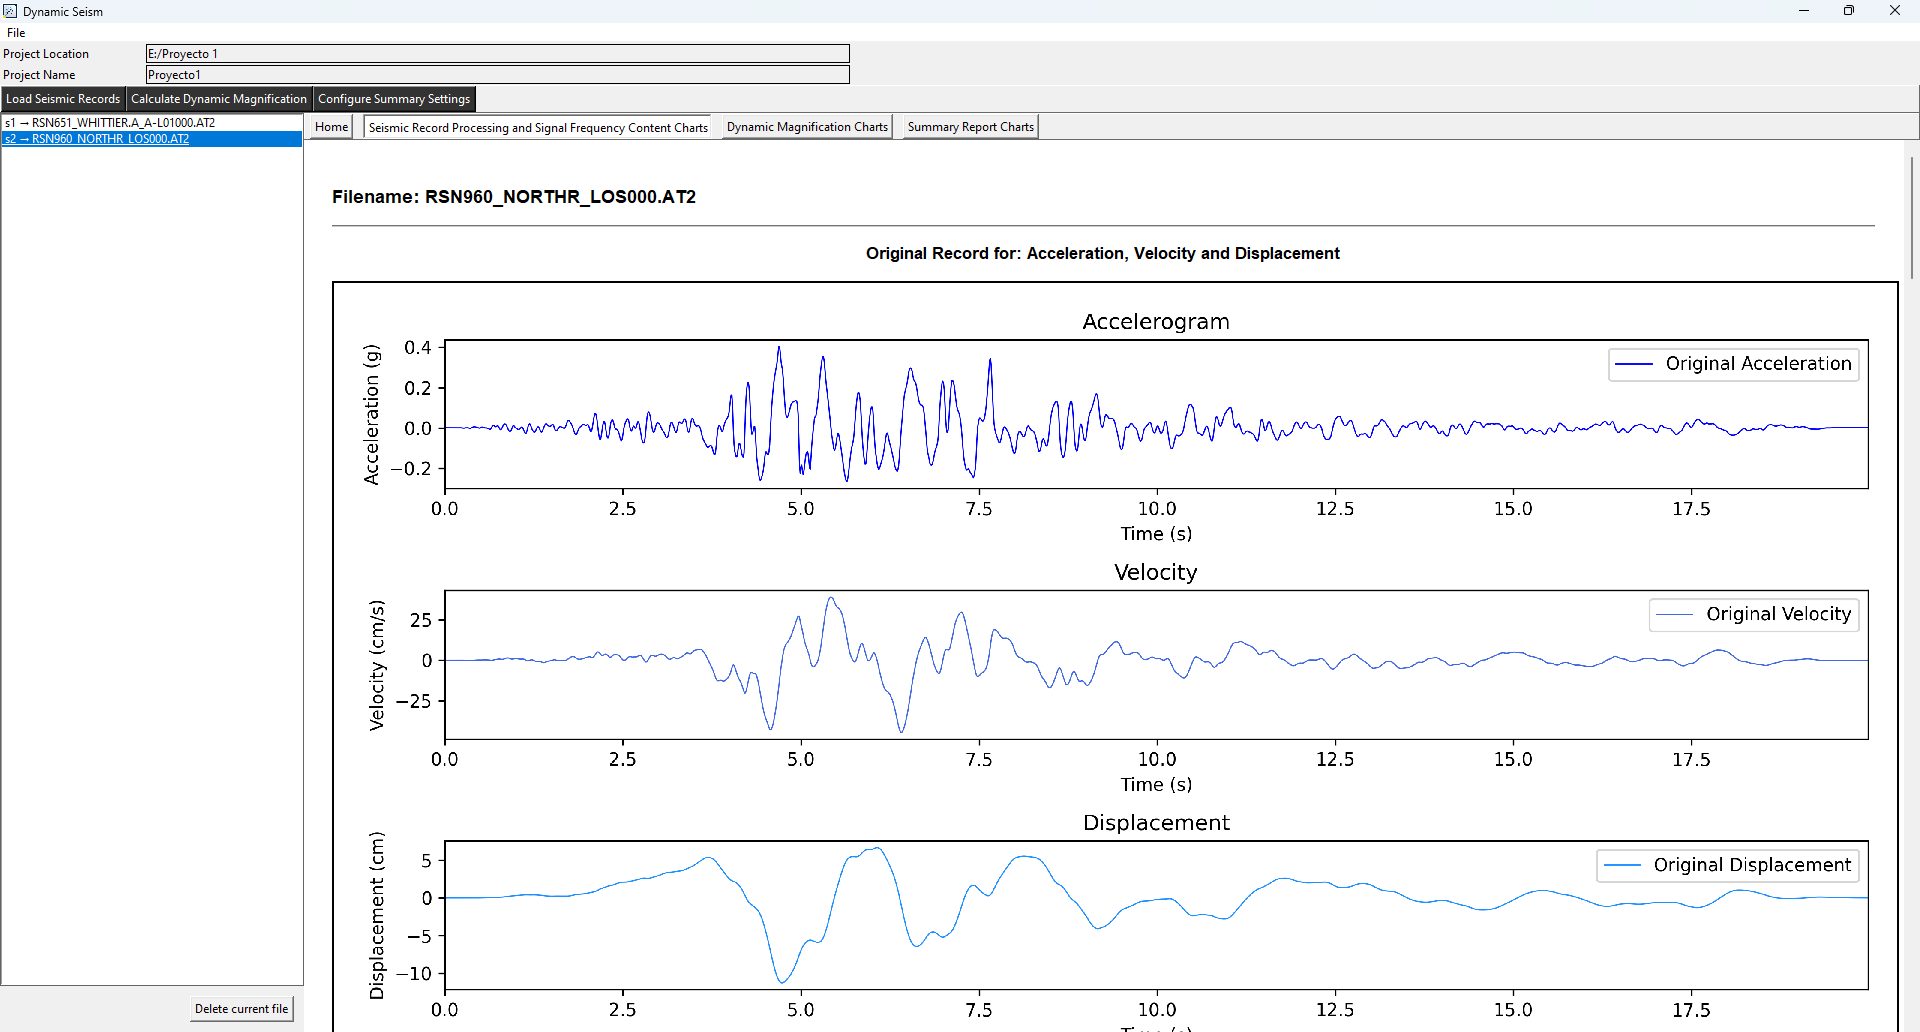 Dynamic Seism
File
Project Location E:/Proyecto 1
Project Name Proyecto1
Load Seismic Records Calculate Dynamic Magnification Configure Summary Settings
s1 → RSN651_WHITTIER.A_A-L01000.AT2
s2 → RSN960_NORTHR_LOS000.AT2
Delete current file
Home Seismic Record Processing and Signal Frequency Content Charts Dynamic Magnification Charts Summary Report Charts
Filename: RSN960_NORTHR_LOS000.AT2
Original Record for: Acceleration, Velocity and Displacement
Accelerogram
Acceleration (g)
0.4
0.2
0.0
−0.2
Original Acceleration
0.0 2.5 5.0 7.5 10.0 12.5 15.0 17.5
Time (s)
Velocity
Velocity (cm/s)
25
0
−25
Original Velocity
0.0 2.5 5.0 7.5 10.0 12.5 15.0 17.5
Time (s)
Displacement
Displacement (cm)
5
0
−5
−10
Original Displacement
0.0 2.5 5.0 7.5 10.0 12.5 15.0 17.5